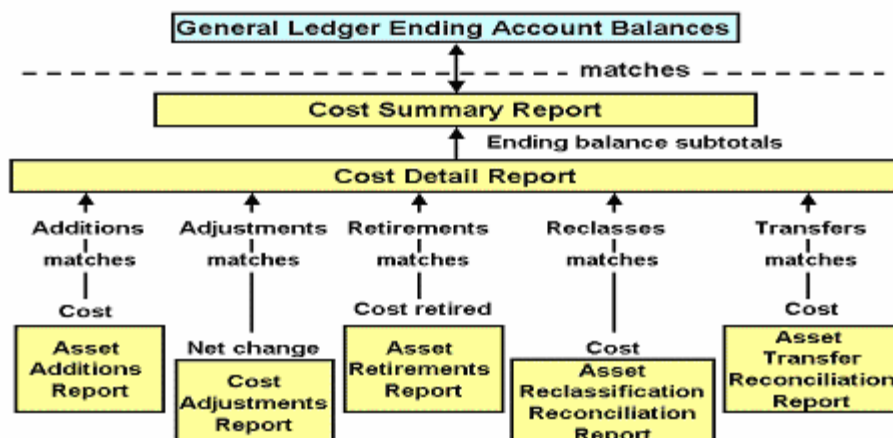 General Ledger Ending Account Balances
matches
Cost Summary Report
Ending balance subtotals
Cost Detail Report
Additions
matches
Cost
Asset
Additions
Report
Adjustments
matches
Net change
Cost
Adjustments
Report
Retirements
matches
Cost retired
Asset
Retirements
Report
Reclasses
matches
Cost
Asset
Reclassification
Reconciliation
Report
Transfers
matches
Cost
Asset
Transfer
Reconciliation
Report